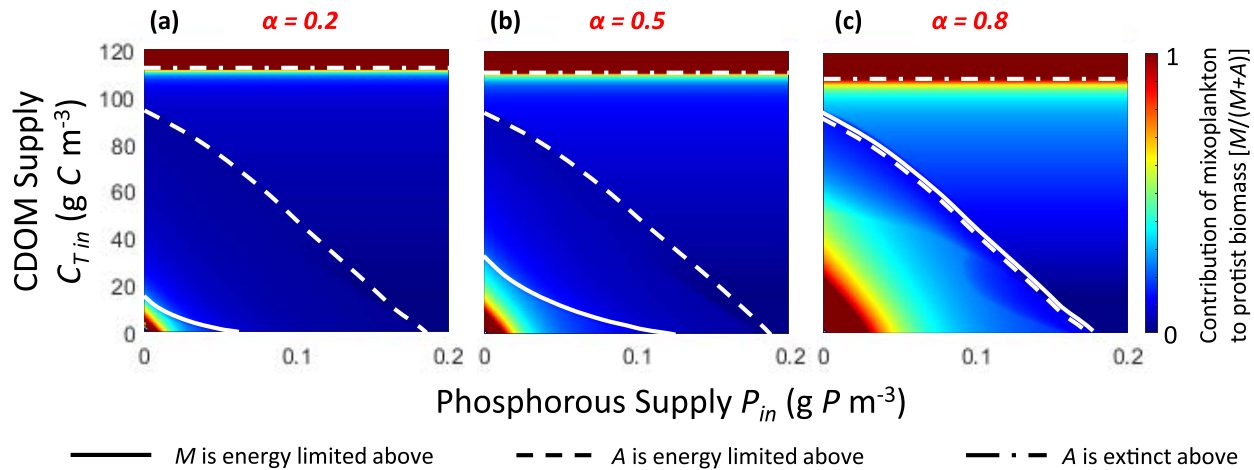 (a) α = 0.2 (b) α = 0.5 (c) α = 0.8
CDOM Supply
C_T in (g C m⁻³)
120
100
80
60
40
20
0
0 0.1 0.2
0 0.1 0.2
0 0.1 0.2
1
0
Contribution of mixoplankton
to protist biomass [M/(M+A)]
Phosphorous Supply P_in (g P m⁻³)
M is energy limited above A is energy limited above A is extinct above